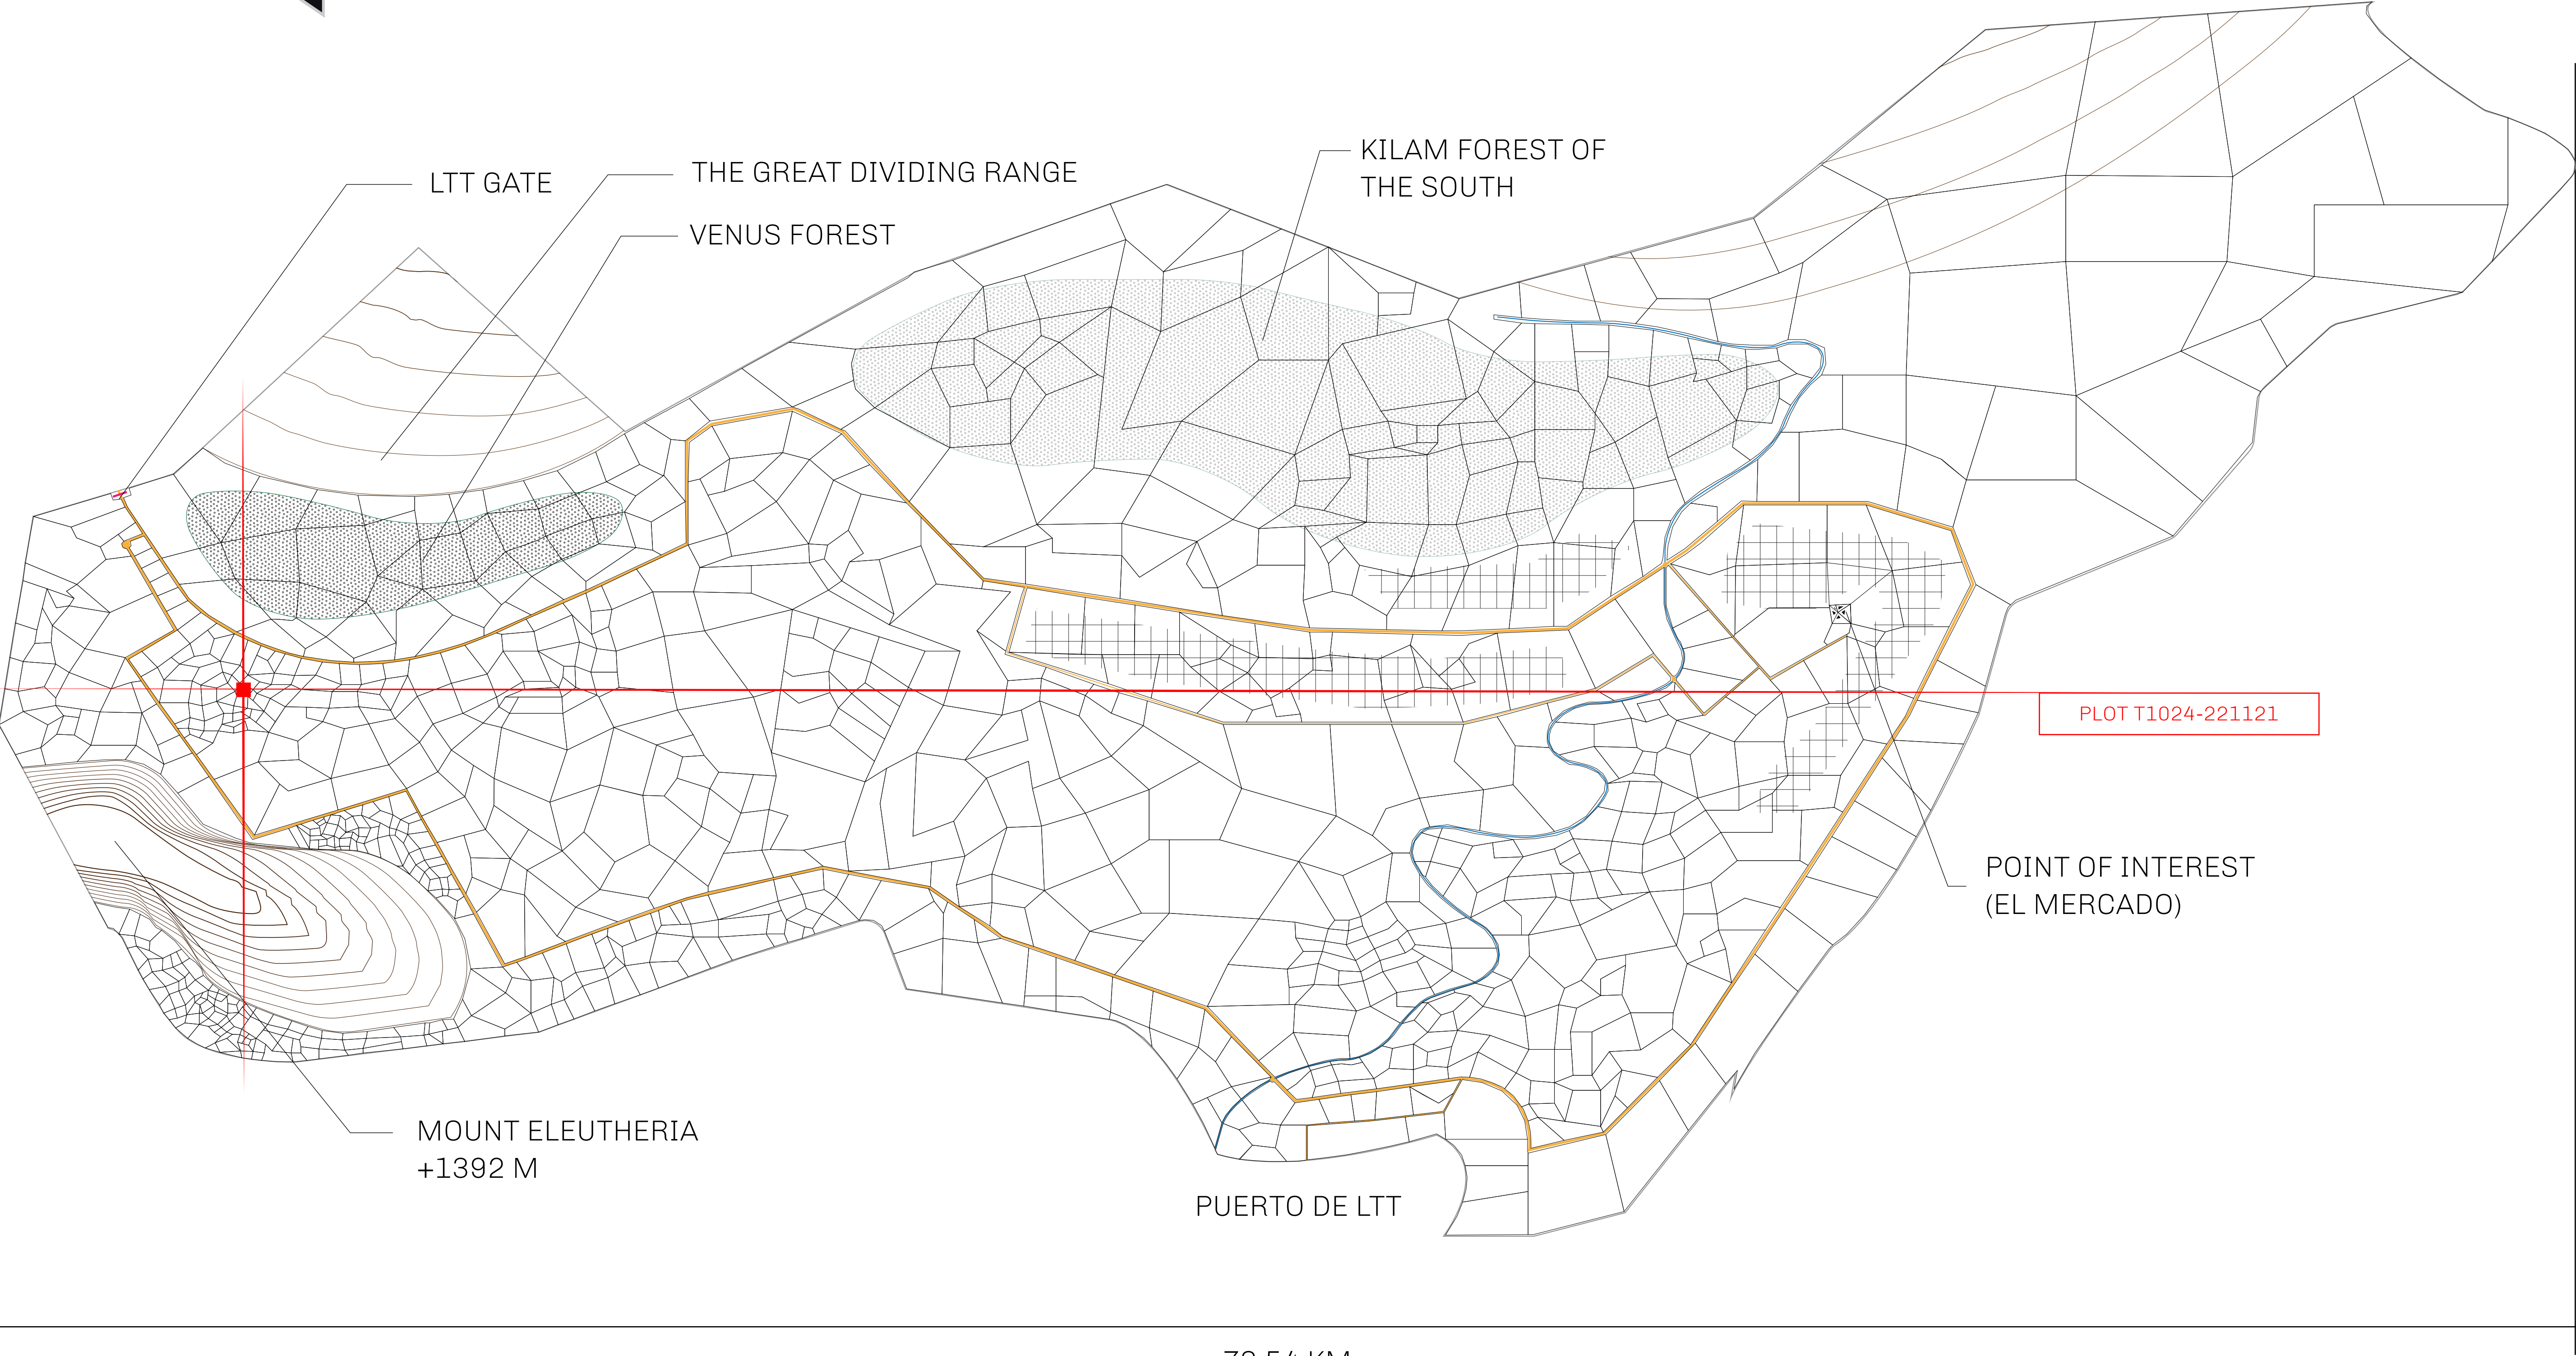 KILAM FOREST OF
THE SOUTH
THE GREAT DIVIDING RANGE
LTT GATE
VENUS FOREST
PLOT T1024-221121
POINT OF INTEREST
(EL MERCADO)
MOUNT ELEUTHERIA
+1392 M
PUERTO DE LTT
KM